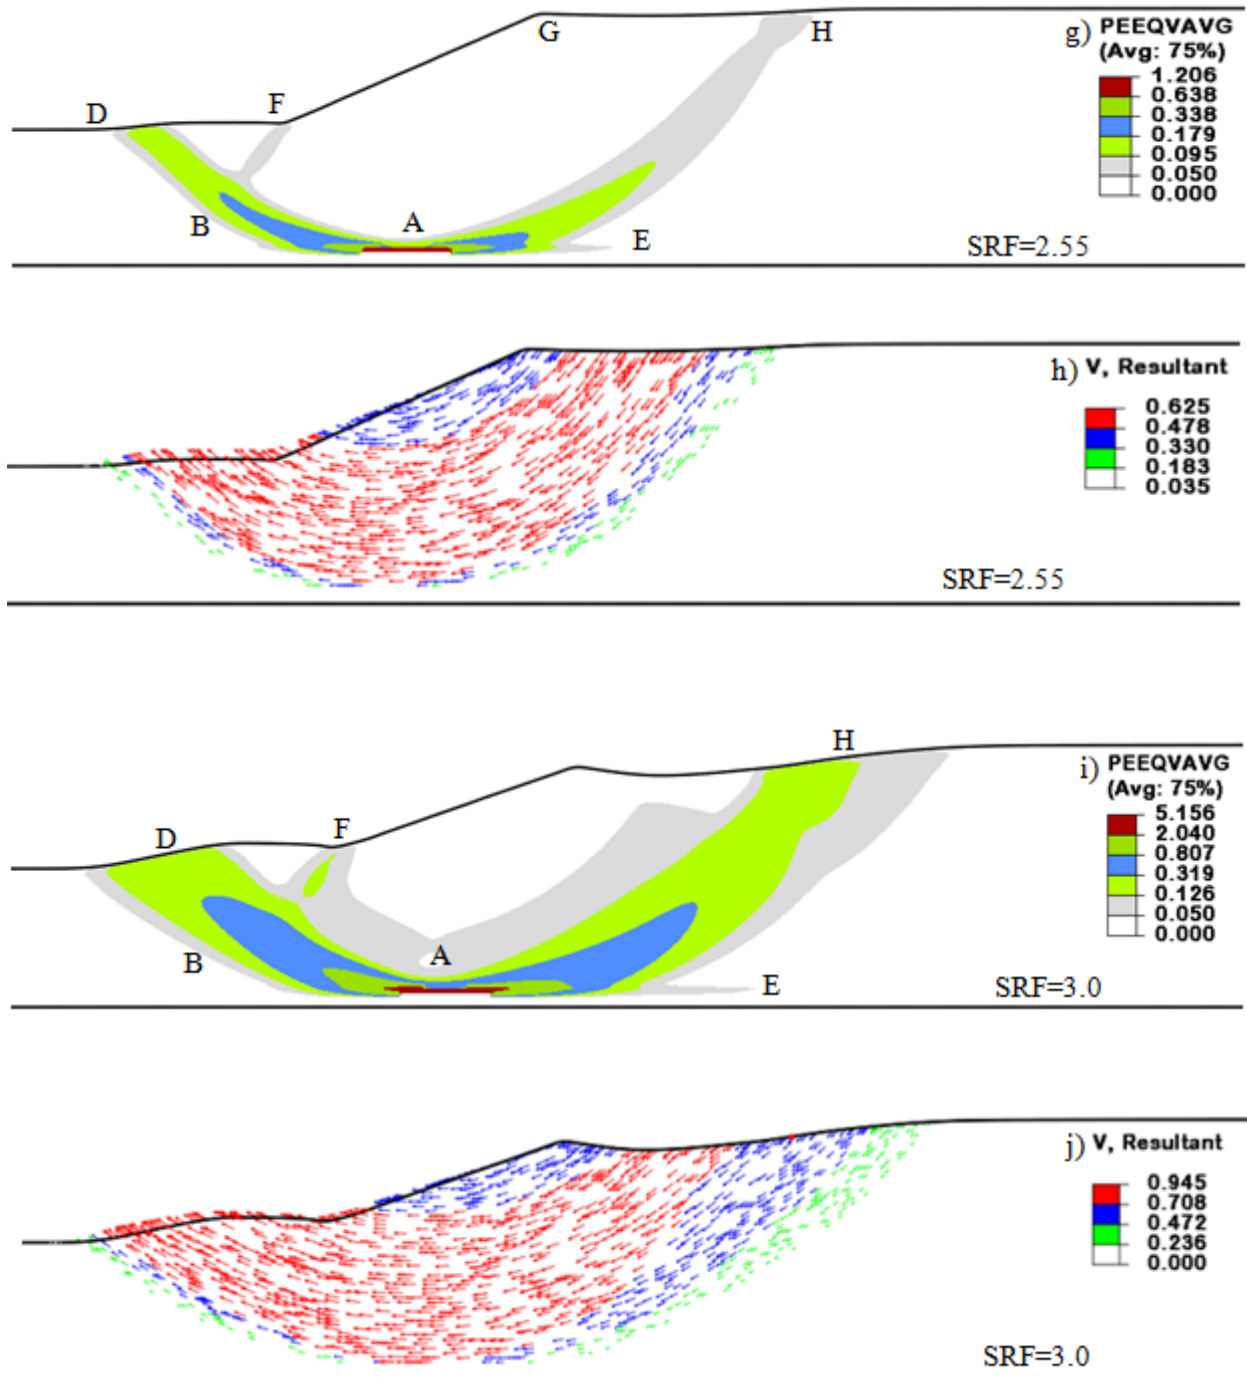 g) PEEQVAVG
(Avg: 75%)
1.206
0.638
0.338
0.179
0.095
0.050
0.000
G
H
D
F
B
A
E
SRF=2.55
h) V, Resultant
0.625
0.478
0.330
0.183
0.035
SRF=2.55
H
i) PEEQVAVG
(Avg: 75%)
5.156
2.040
0.807
0.319
0.126
0.050
0.000
D
F
B
A
E
SRF=3.0
j) V, Resultant
0.945
0.708
0.472
0.236
0.000
SRF=3.0